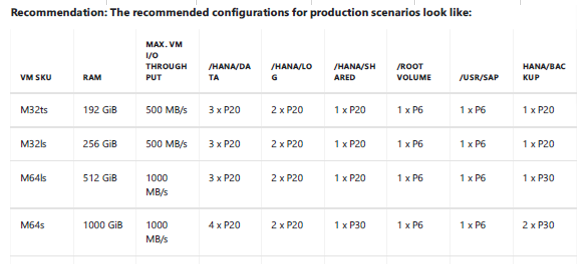 Recommendation: The recommended configurations for production scenarios look like:
MAX. VM
I/O
THROUGH /HANA/DA /HANA/LO /HANA/SH /ROOT HANA/BAC
VM SKU RAM PUT TA G ARED VOLUME /USR/SAP KUP
M32ts 192 GiB 500 MB/s 3 x P20 2 x P20 1 x P20 1 x P6 1 x P6 1 x P20
M32ls 256 GiB 500 MB/s 3 x P20 2 x P20 1 x P20 1 x P6 1 x P6 1 x P20
M64ls 512 GiB 1000 3 x P20 2 x P20 1 x P20 1 x P6 1 x P6 1 x P30
MB/s
M64s 1000 GiB 1000 4 x P20 2 x P20 1 x P30 1 x P6 1 x P6 2 x P30
MB/s